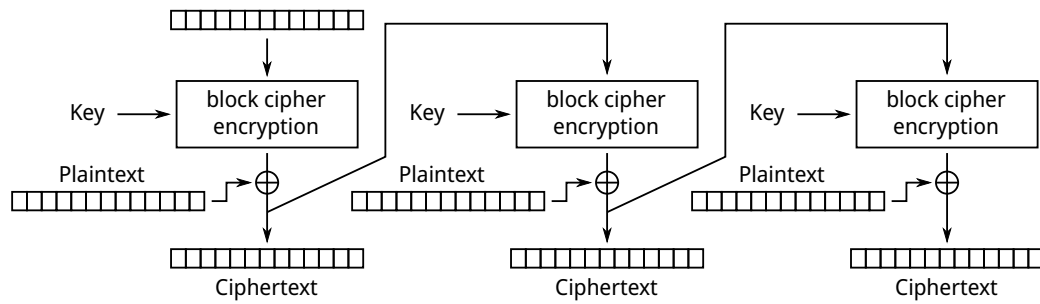 block cipher
encryption
Key
Plaintext
Ciphertext
block cipher
encryption
Key
Plaintext
Ciphertext
block cipher
encryption
Key
Plaintext
Ciphertext